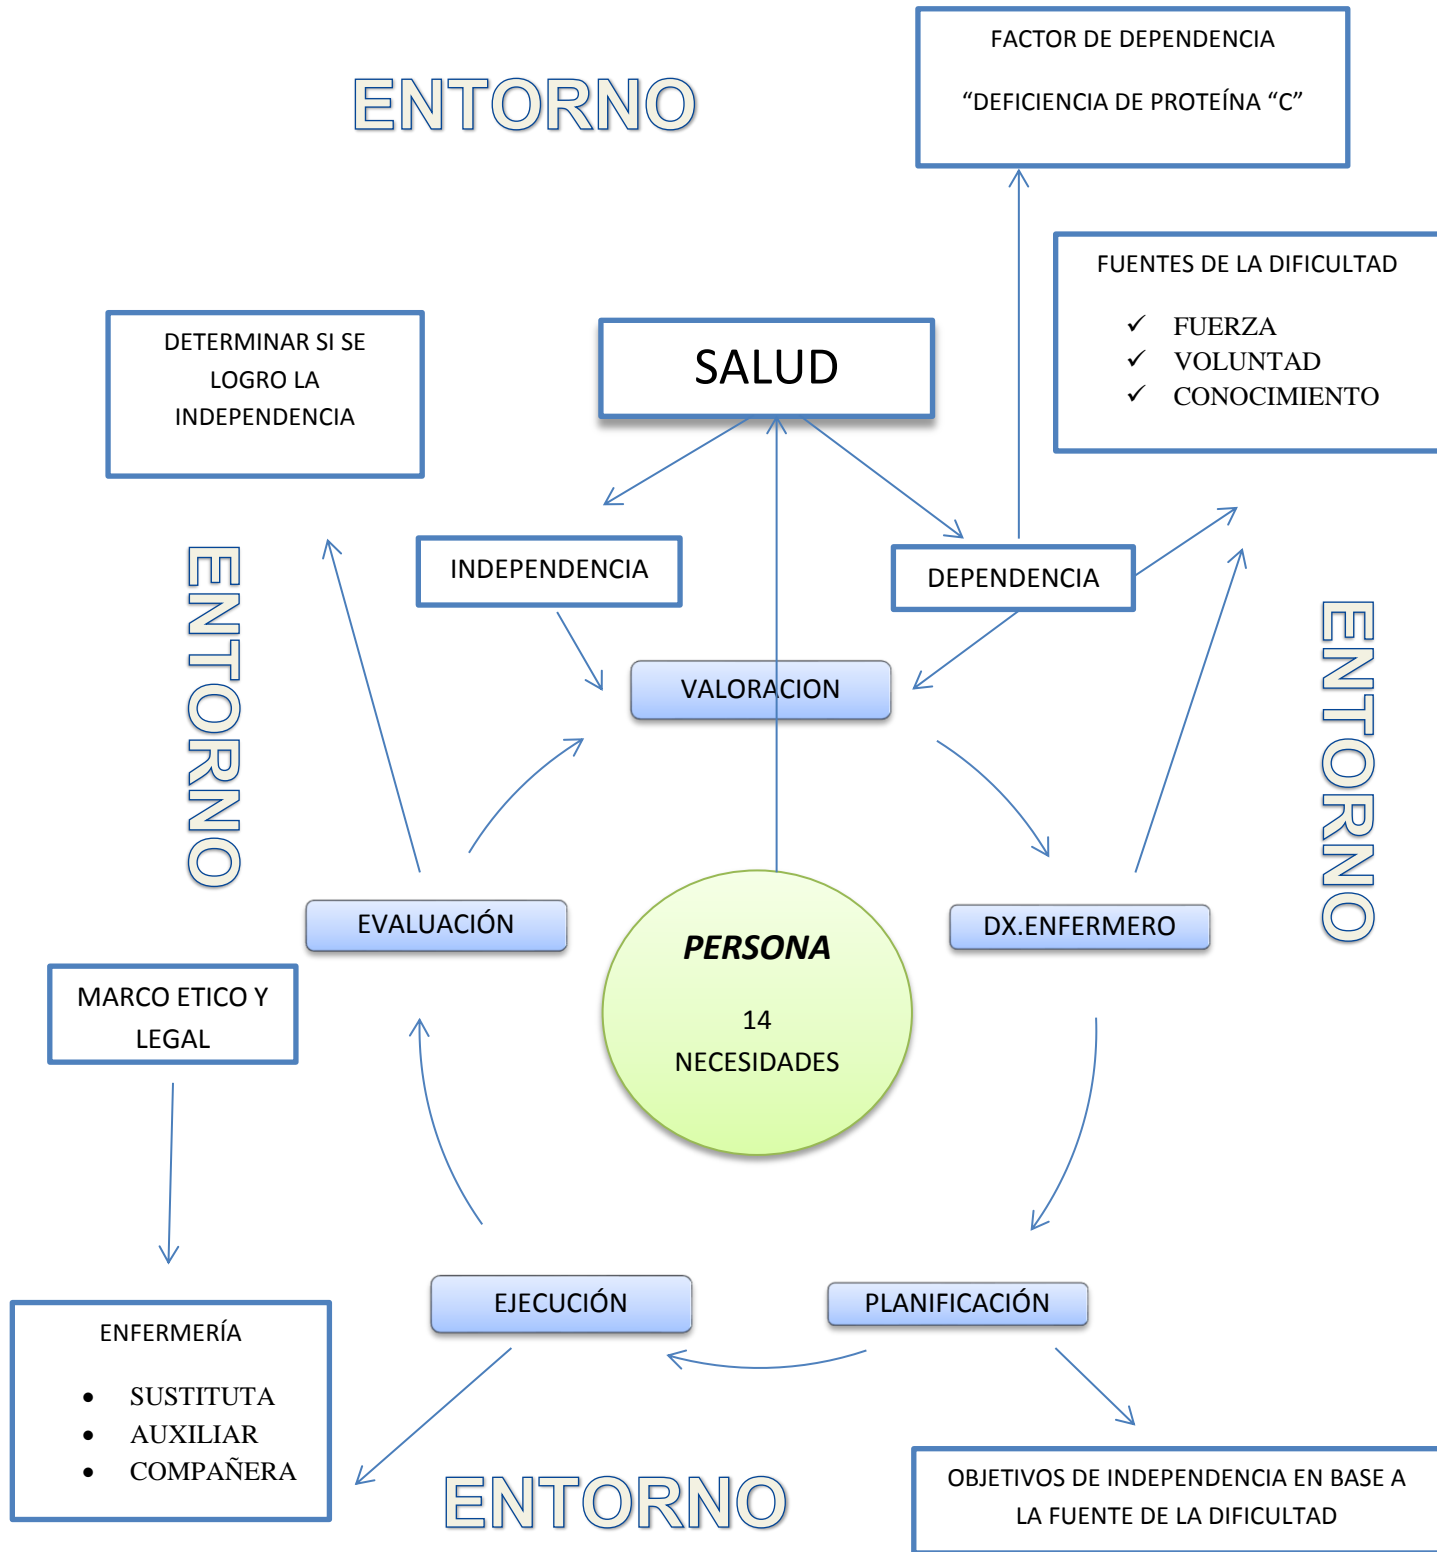 FACTOR DE DEPENDENCIA
“DEFICIENCIA DE PROTEÍNA “C”
ENTORNO
FUENTES DE LA DIFICULTAD
✓ FUERZA
✓ VOLUNTAD
✓ CONOCIMIENTO
DETERMINAR SI SE
LOGRO LA
INDEPENDENCIA
SALUD
INDEPENDENCIA
DEPENDENCIA
ENTORNO
ENTORNO
VALORACION
EVALUACIÓN
DX.ENFERMERO
PERSONA
14
NECESIDADES
MARCO ETICO Y
LEGAL
EJECUCIÓN
PLANIFICACIÓN
ENFERMERÍA
• SUSTITUTA
• AUXILIAR
• COMPAÑERA
ENTORNO
OBJETIVOS DE INDEPENDENCIA EN BASE A
LA FUENTE DE LA DIFICULTAD